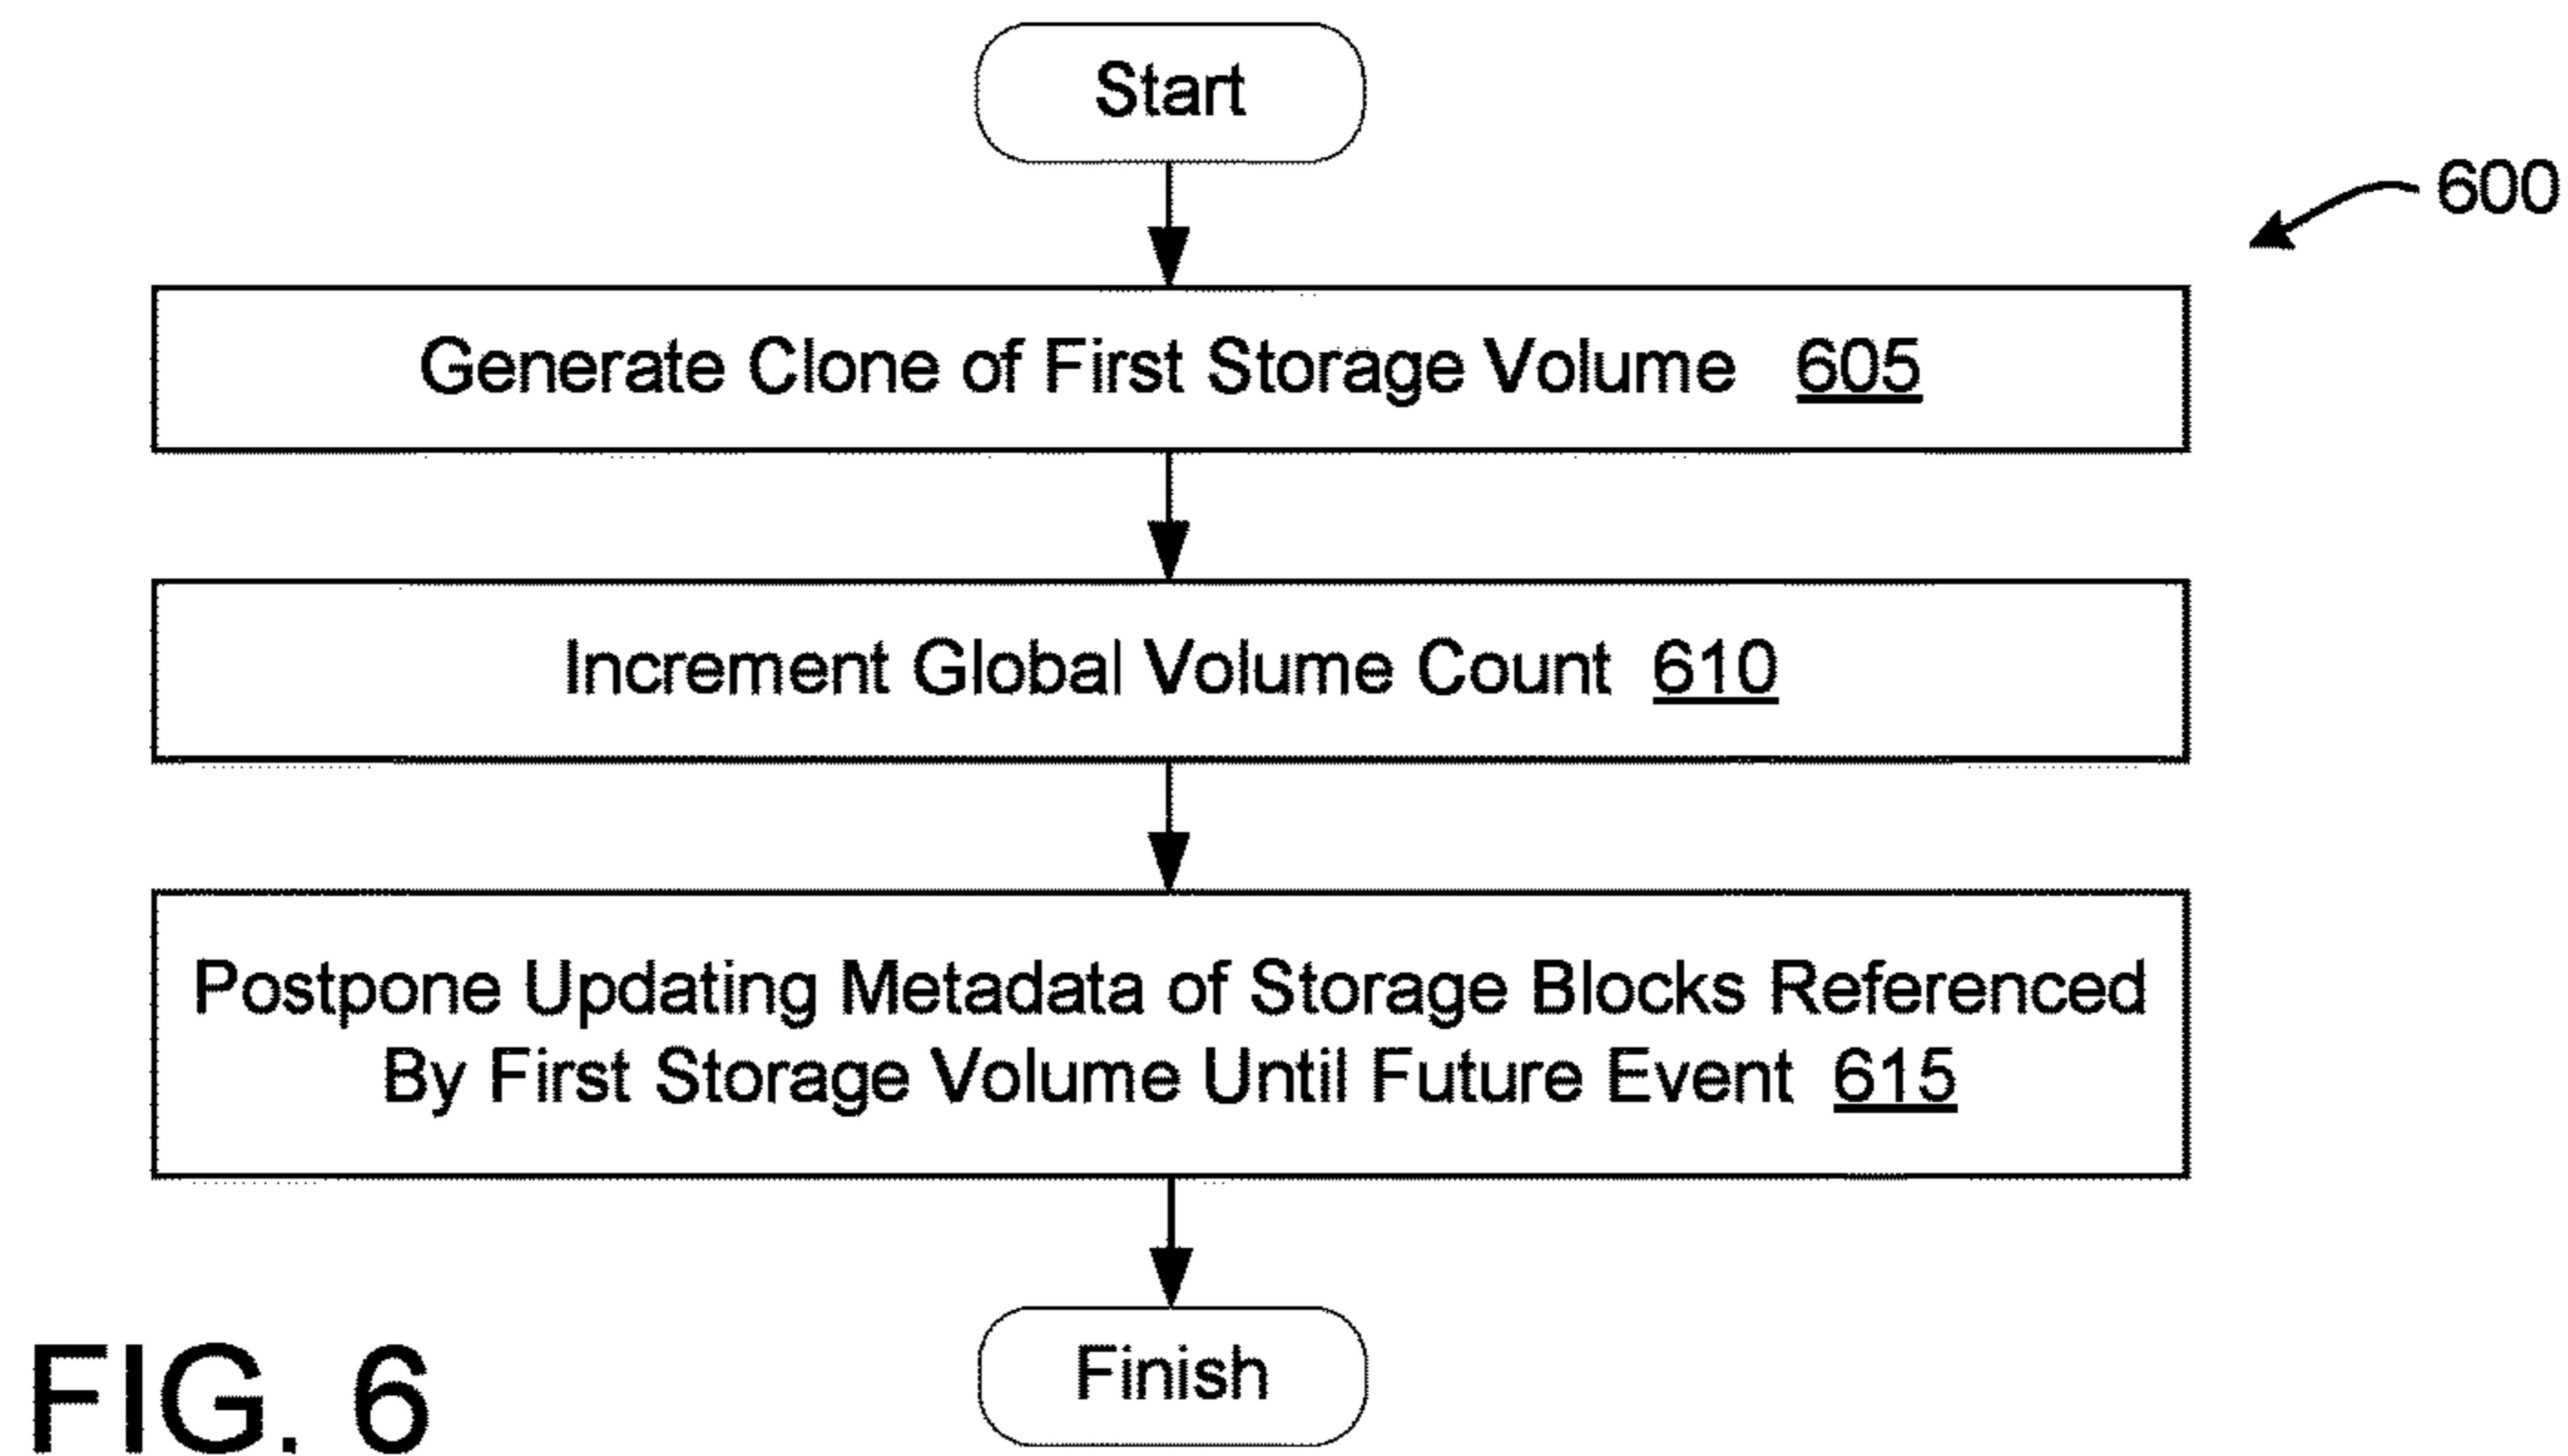 Start
600
Generate Clone of First Storage Volume 605
Increment Global Volume Count 610
Postpone Updating Metadata of Storage Blocks Referenced
By First Storage Volume Until Future Event 615
Finish
FIG. 6